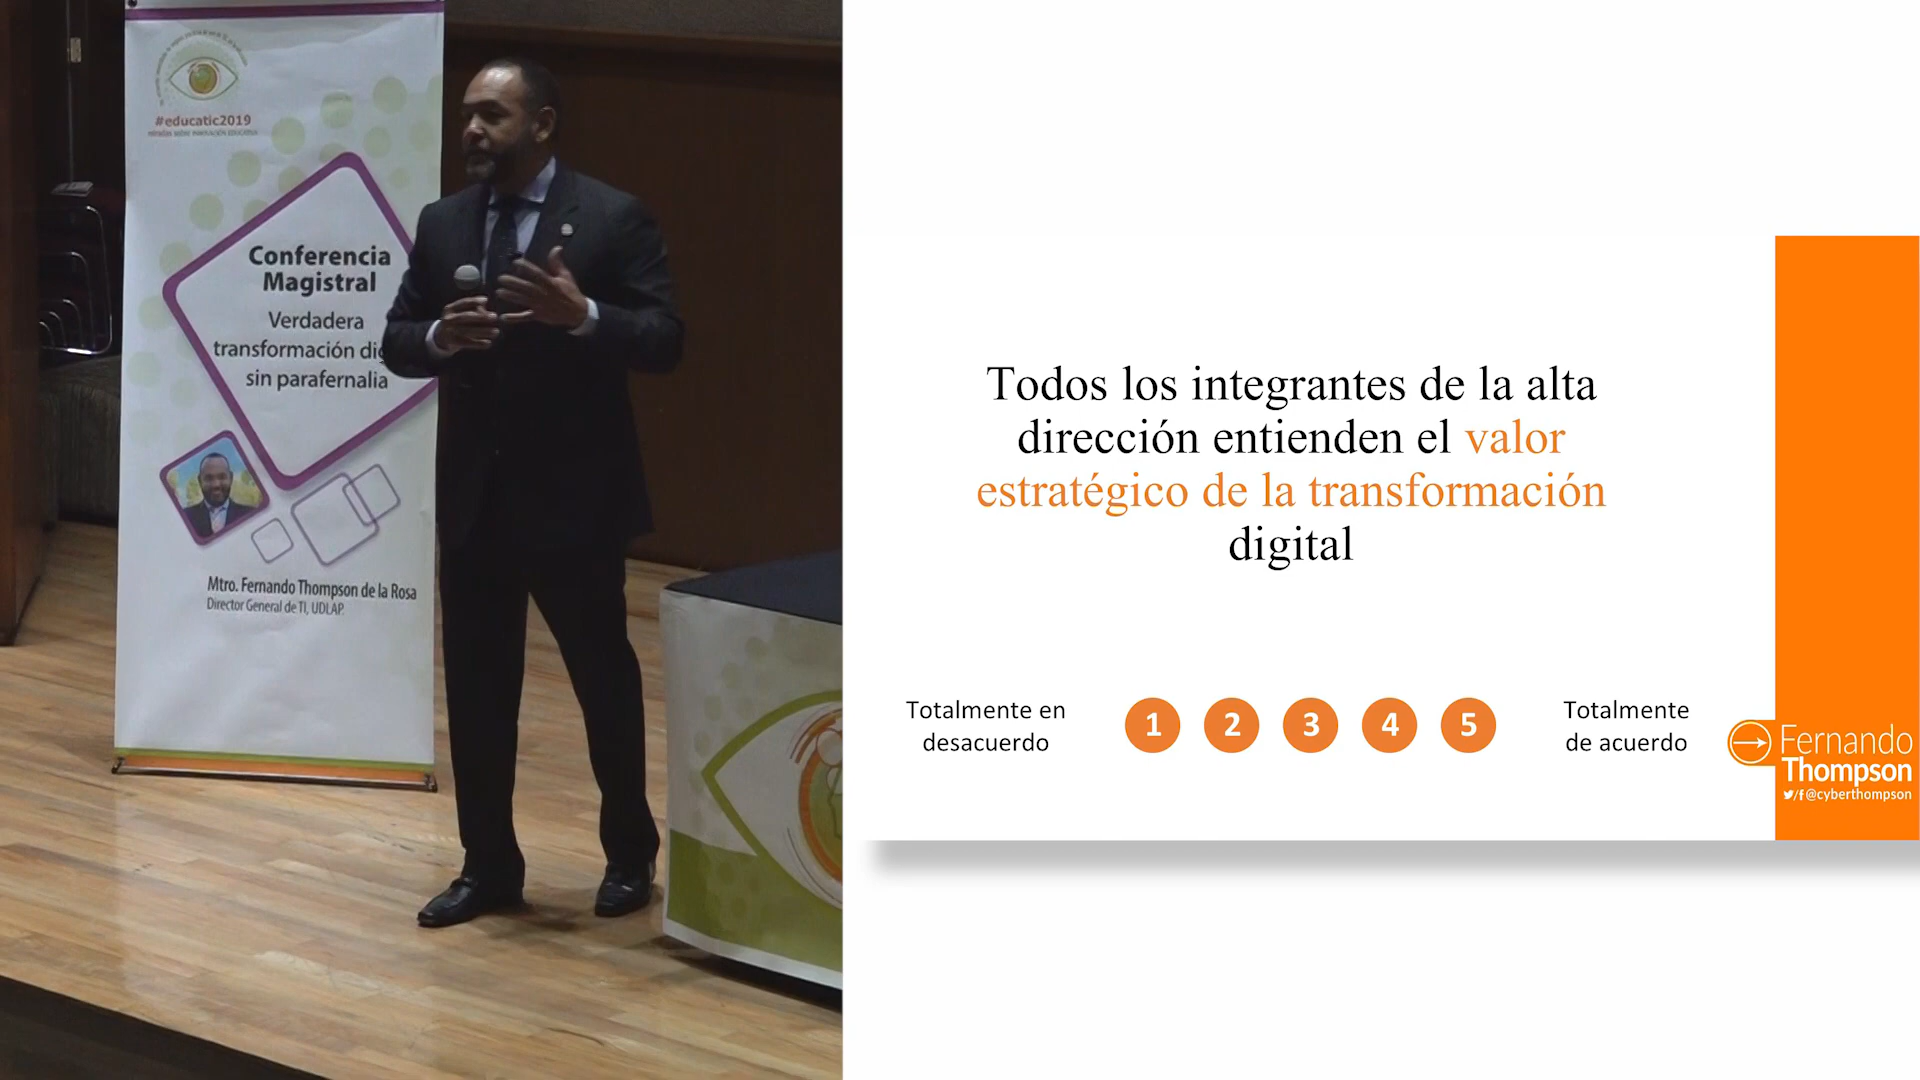 #educatic2019
Conferencia
Magistral
Verdadera
transformación
sin parafernalia
Mtro. Fernando Thompson de la Rosa
Director General de TI, UDLAP.
Todos los integrantes de la alta
dirección entienden el valor
estratégico de la transformación
digital
Totalmente en
desacuerdo
1 2 3 4 5
Totalmente
de acuerdo
Fernando
Thompson
@cyberthompson